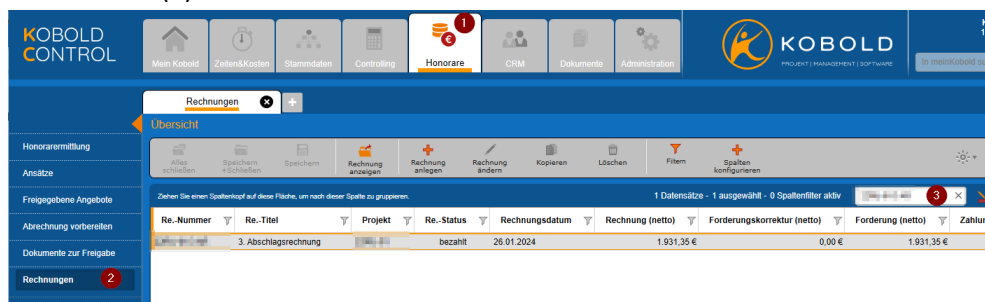 KOBOLD
CONTROL
Mein Kobold
Zeiten&Kosten
Stammdaten
Controlling
1
€
Honorare
CRM
Dokumente
Administration
KOBOLD
PROJEKT | MANAGEMENT | SOFTWARE
In meinKobold su
Rechnungen
Übersicht
Honorarermittlung
Ansätze
Freigegebene Angebote
Abrechnung vorbereiten
Dokumente zur Freigabe
Rechnungen 2
Alles schließen
Speichern +Schließen
Speichern
Rechnung anzeigen
Rechnung anlegen
Rechnung ändern
Kopieren
Löschen
Filtern
Spalten konfigurieren
Ziehen Sie einen Spaltenkopf auf diese Fläche, um nach dieser Spalte zu gruppieren.
1 Datensätze - 1 ausgewählt - 0 Spaltenfilter aktiv
3
Re.-Nummer Re.-Titel Projekt Re.-Status Rechnungsdatum Rechnung (netto) Forderungskorrektur (netto) Forderung (netto) Zahlun
3. Abschlagsrechnung bezahlt 26.01.2024 1.931,35 € 0,00 € 1.931,35 €